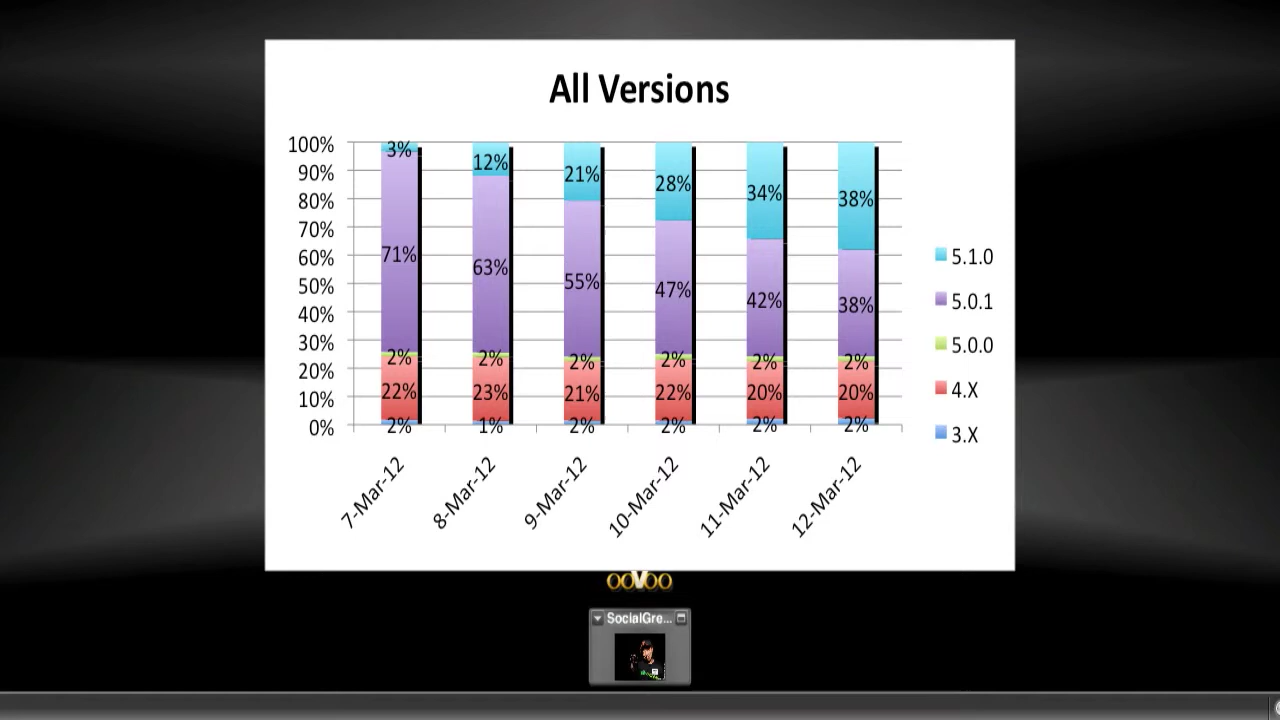 All Versions
100%
90%
80%
70%
60%
50%
40%
30%
20%
10%
0%
3% 12% 21% 28% 34% 38%
71% 63% 55% 47% 42% 38%
2% 2% 2% 2% 2% 2%
22% 23% 21% 22% 20% 20%
2% 1% 2% 2% 2% 2%
7-Mar-12 8-Mar-12 9-Mar-12 10-Mar-12 11-Mar-12 12-Mar-12
5.1.0
5.0.1
5.0.0
4.X
3.X
ooVoo
SocialGre...